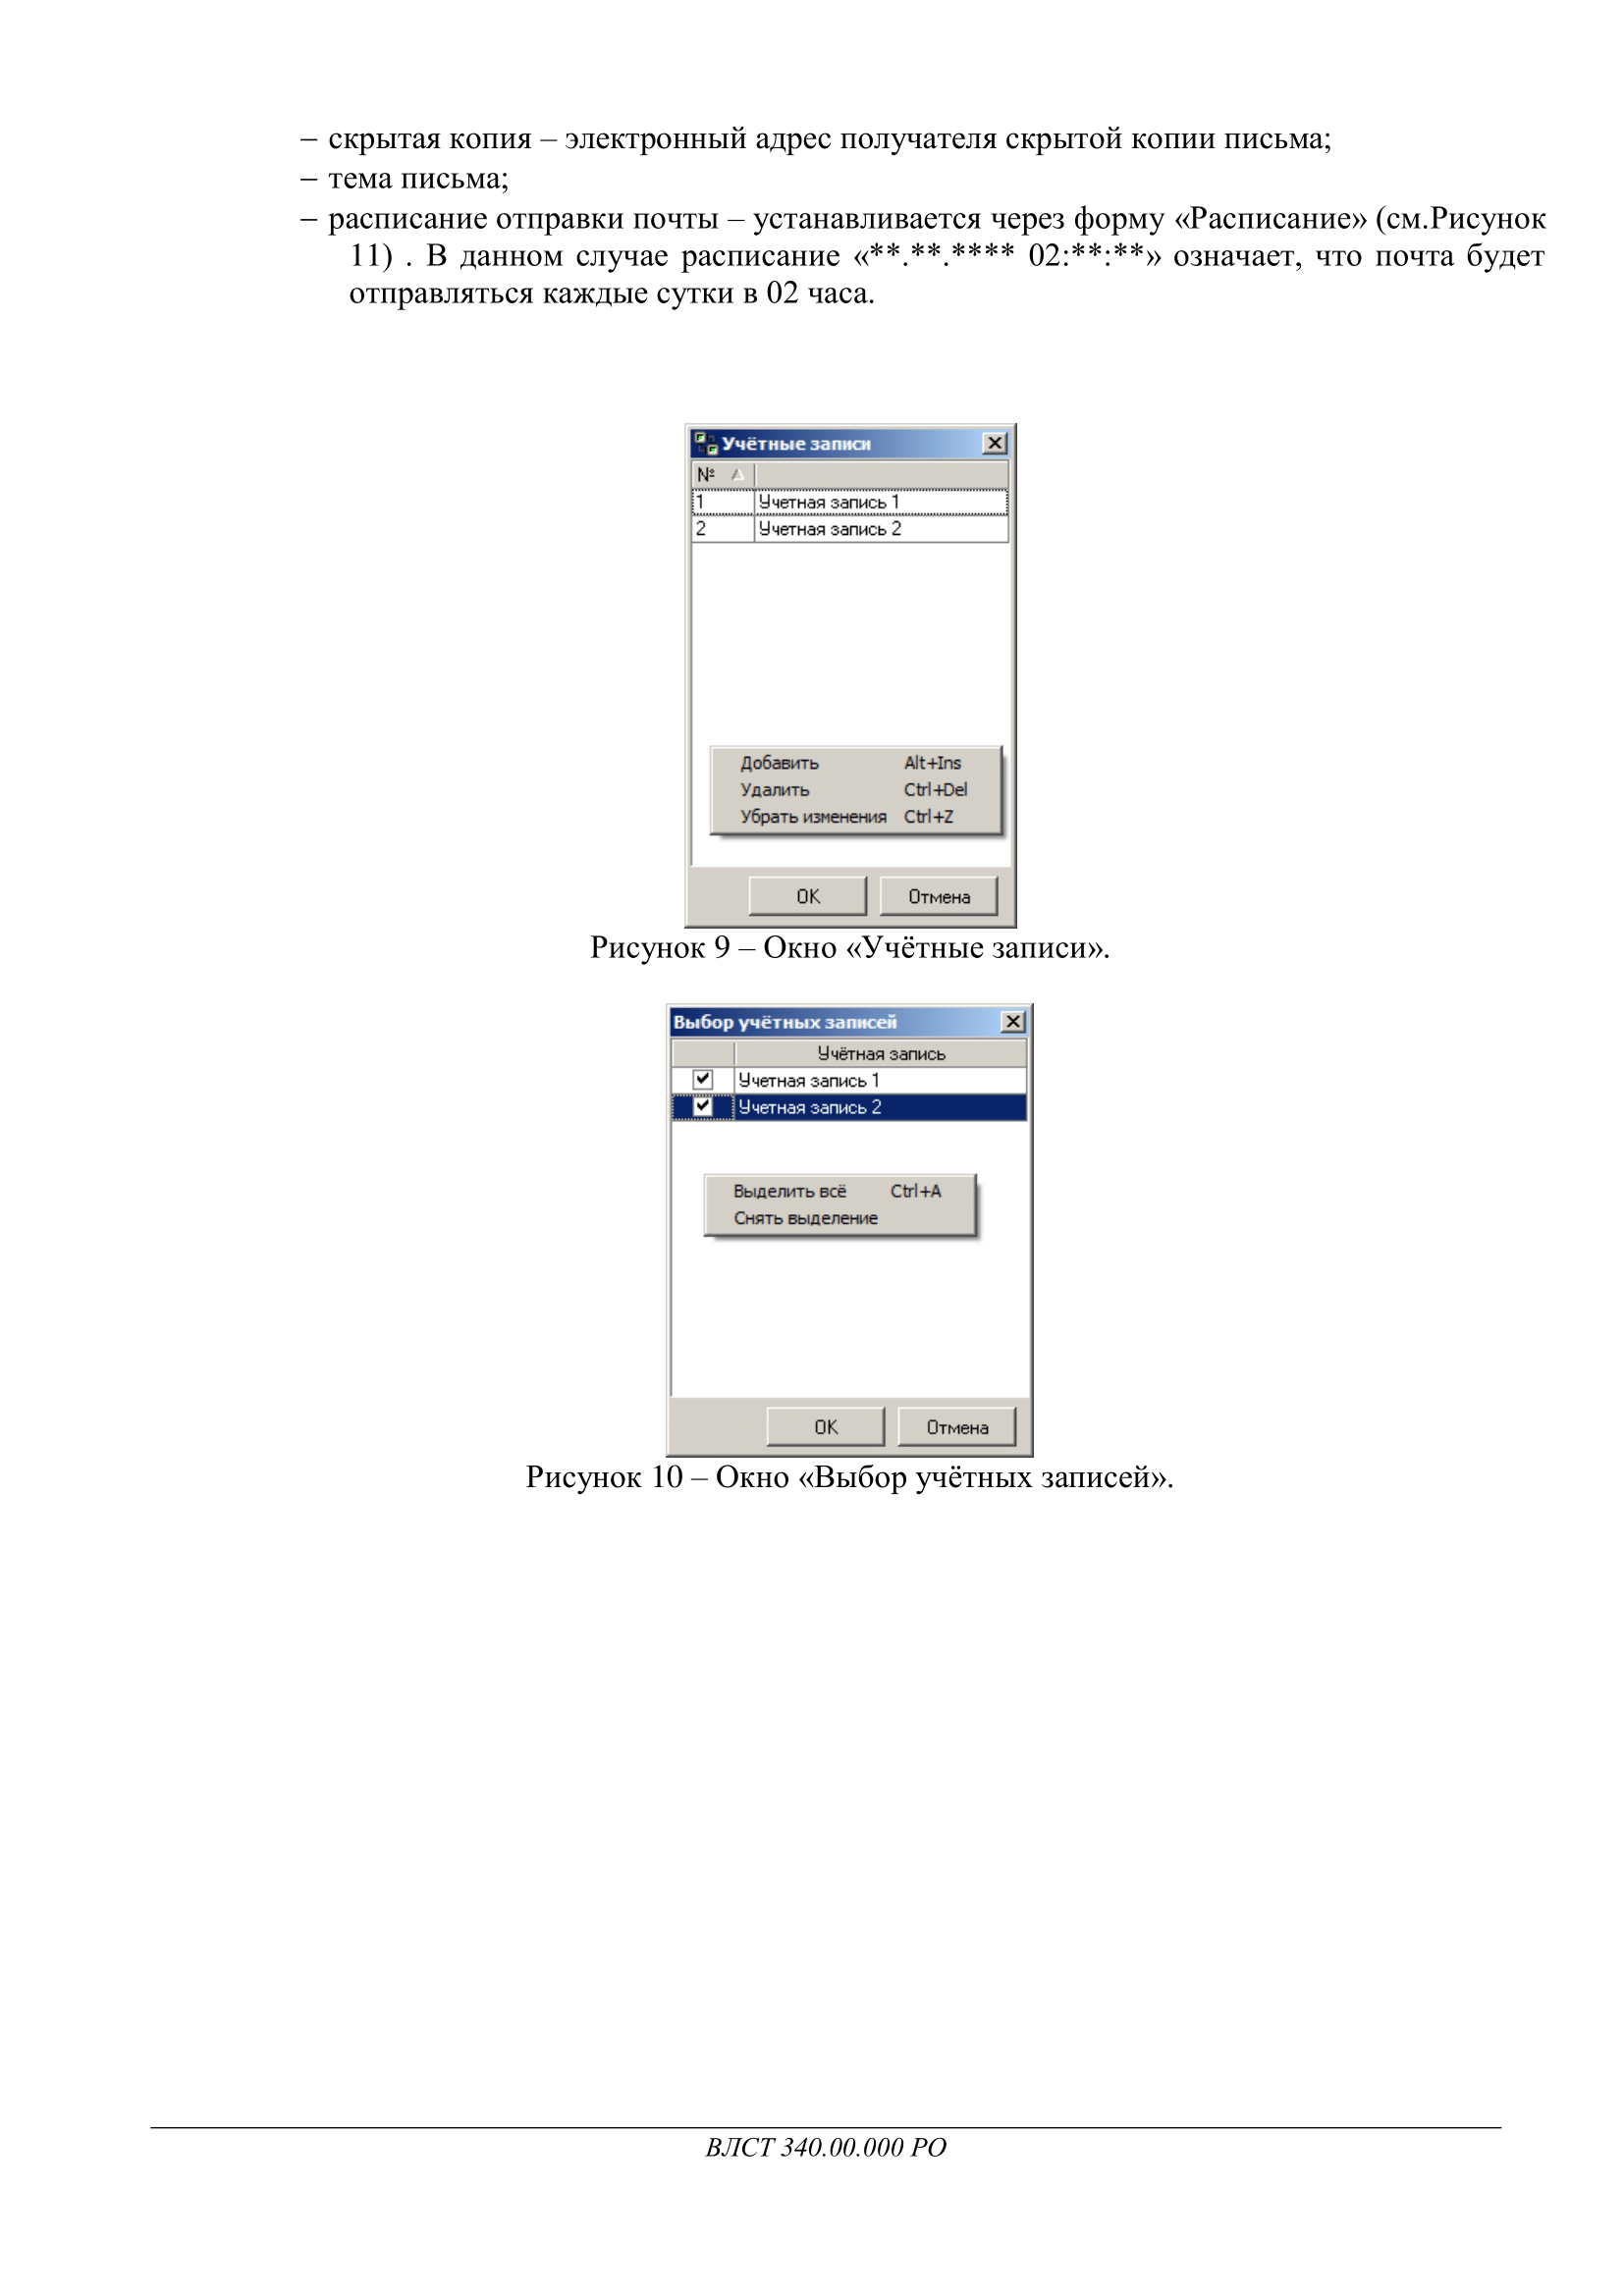 – скрытая копия – электронный адрес получателя скрытой копии письма;
– тема письма;
– расписание отправки почты – устанавливается через форму «Расписание» (см.Рисунок
11) . В данном случае расписание «**.**.**** 02:**:**» означает, что почта будет
отправляться каждые сутки в 02 часа.
Учётные записи
№
1 Учетная запись 1
2 Учетная запись 2
Добавить Alt+Ins
Удалить Ctrl+Del
Убрать изменения Ctrl+Z
OK Отмена
Рисунок 9 – Окно «Учётные записи».
Выбор учётных записей
Учётная запись
Учетная запись 1
Учетная запись 2
Выделить всё Ctrl+A
Снять выделение
OK Отмена
Рисунок 10 – Окно «Выбор учётных записей».
ВЛСТ 340.00.000 РО